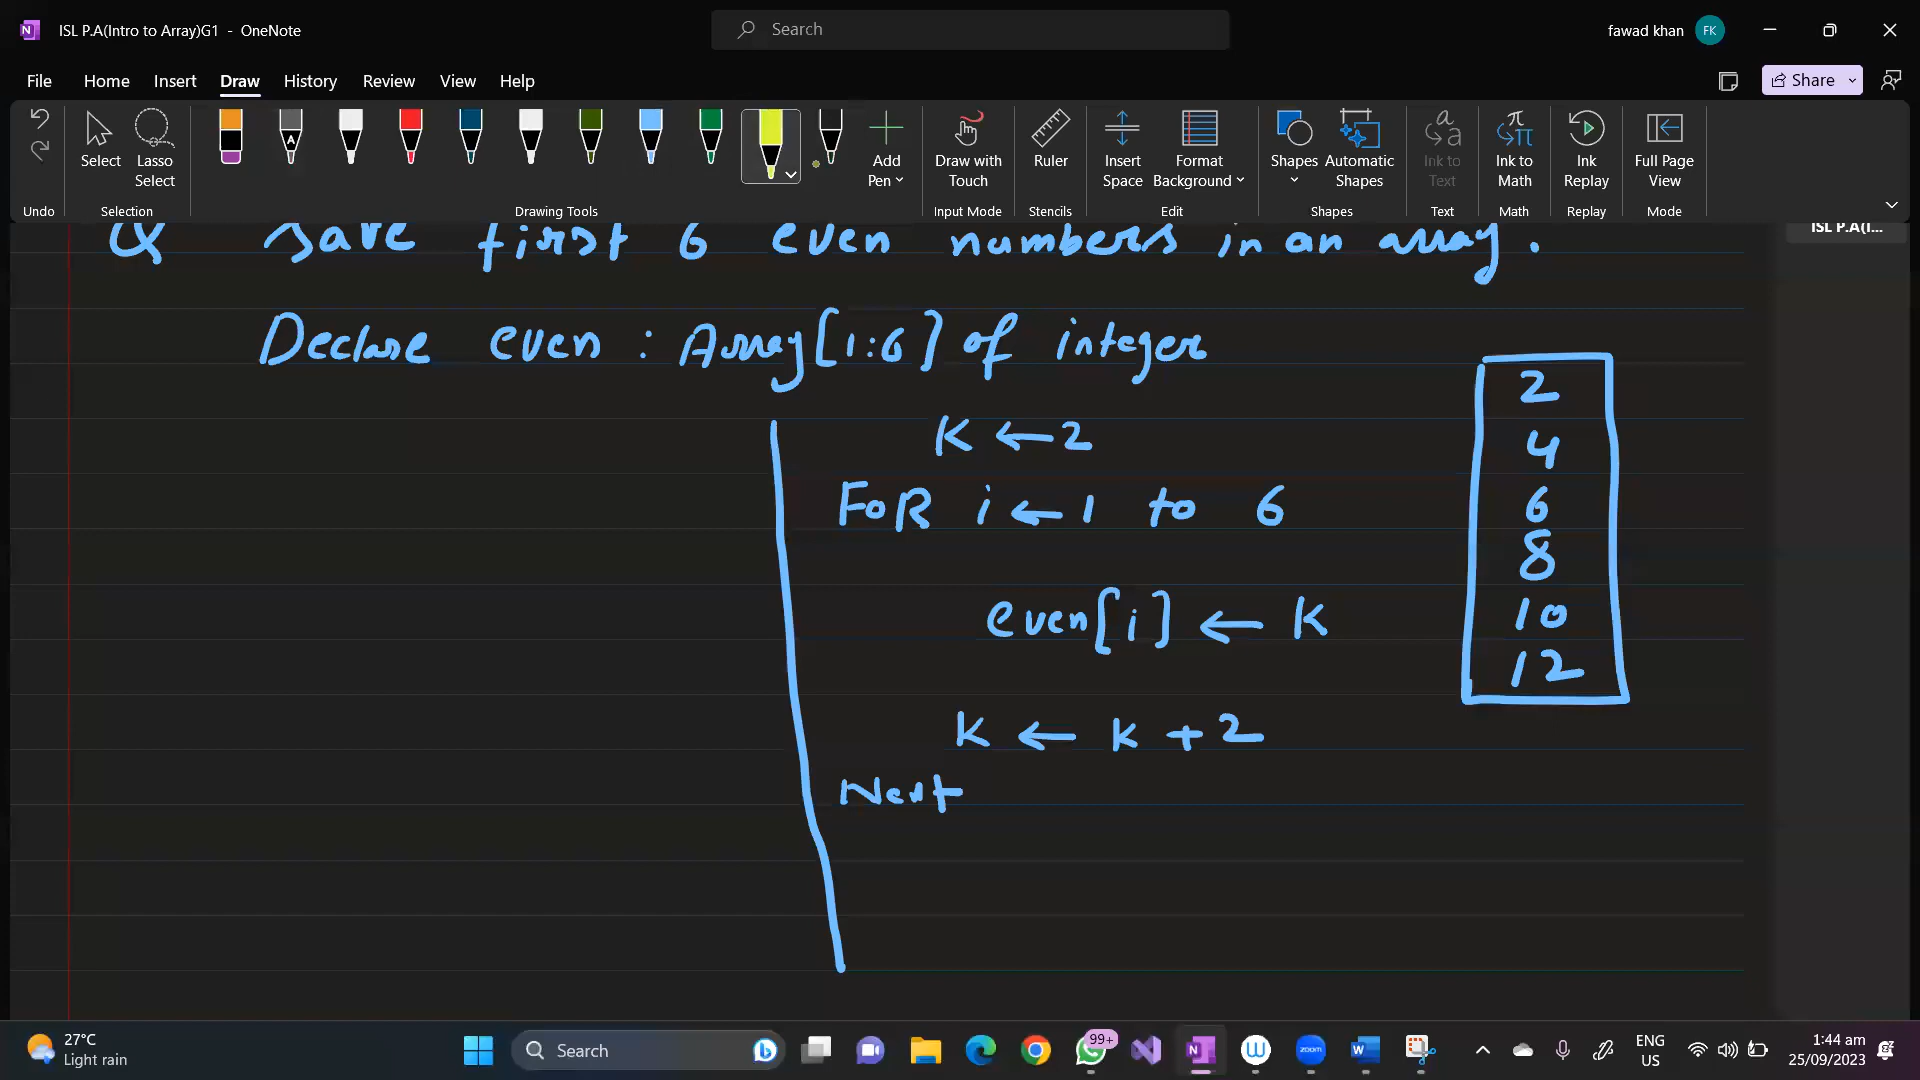 ISL P.A(Intro to Array)G1 - OneNote
Search
fawad khan
FK
File Home Insert Draw History Review View Help
Share
Select
Lasso Select
Add Pen
Draw with Touch
Ruler
Insert Space
Format Background
Shapes
Automatic Shapes
Ink to Text
Ink to Math
Ink Replay
Full Page View
Undo
Selection
Drawing Tools
Input Mode
Stencils
Edit
Shapes
Text
Math
Replay
Mode
ISL P.A(I...
Q save first 6 even numbers in an array.
Declare even : Array[1:6] of integer
K ← 2
FOR i ← 1 to 6
even[i] ← K
K ← K + 2
Next
2
4
6
8
10
12
27°C
Light rain
Search
99+
zoom
ENG
US
1:44 am
25/09/2023